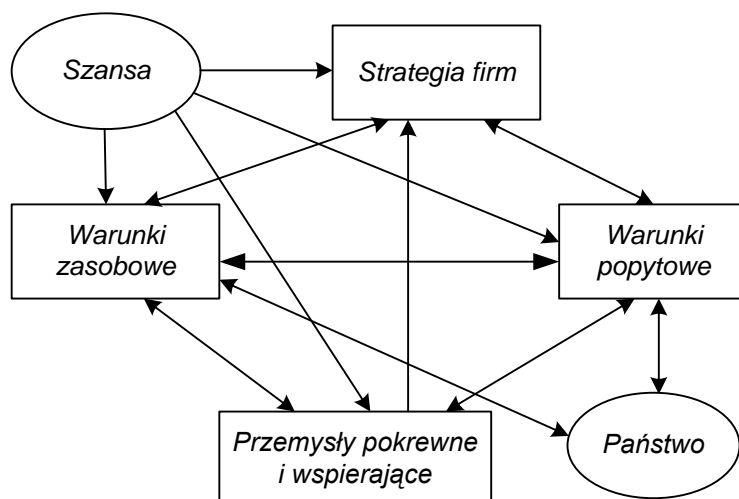 Szansa
Strategia firm
Warunki
zasobowe
Warunki
popytowe
Przemysły pokrewne
i wspierające
Państwo